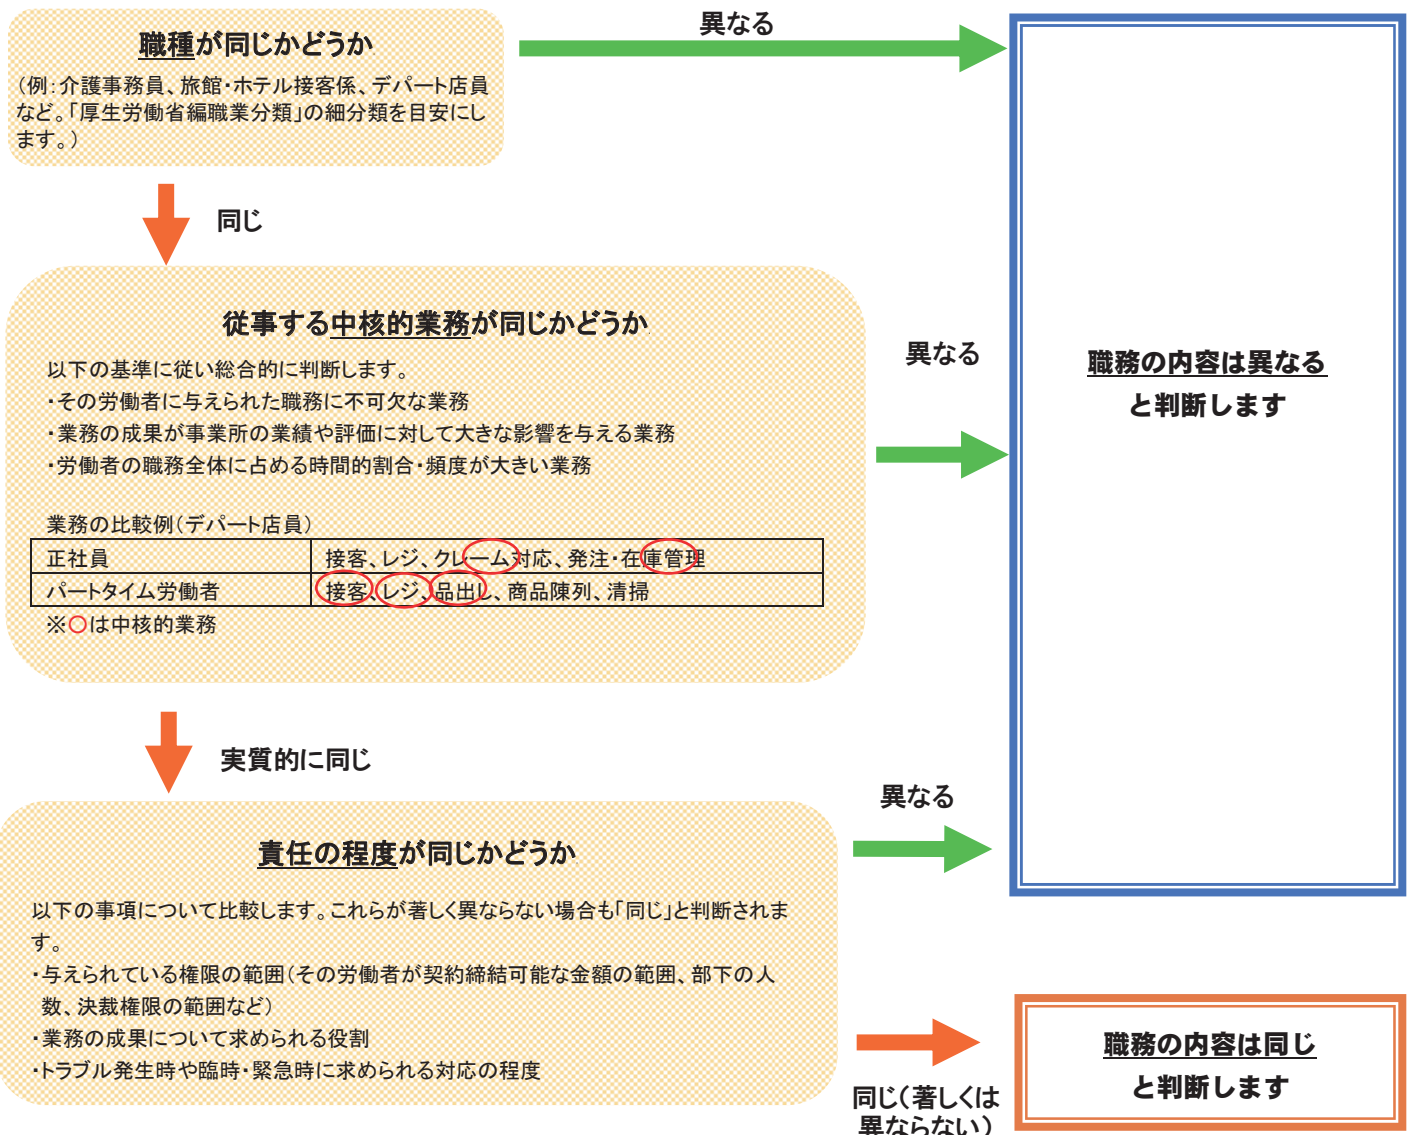 職種が同じかどうか
(例:介護事務員、旅館・ホテル接客係、デパート店員
など。「厚生労働省編職業分類」の細分類を目安にし
ます。)
異なる
同じ
従事する中核的業務が同じかどうか
以下の基準に従い総合的に判断します。
・その労働者に与えられた職務に不可欠な業務
・業務の成果が事業所の業績や評価に対して大きな影響を与える業務
・労働者の職務全体に占める時間的割合・頻度が大きい業務
業務の比較例(デパート店員)
正社員 接客、レジ、クレーム対応、発注・在庫管理
パートタイム労働者 接客、レジ、品出し、商品陳列、清掃
※○は中核的業務
異なる
職務の内容は異なる
と判断します
実質的に同じ
責任の程度が同じかどうか
以下の事項について比較します。これらが著しく異ならない場合も「同じ」と判断されま
す。
・与えられている権限の範囲(その労働者が契約締結可能な金額の範囲、部下の人
数、決裁権限の範囲など)
・業務の成果について求められる役割
・トラブル発生時や臨時・緊急時に求められる対応の程度
異なる
同じ(著しくは
異ならない)
職務の内容は同じ
と判断します